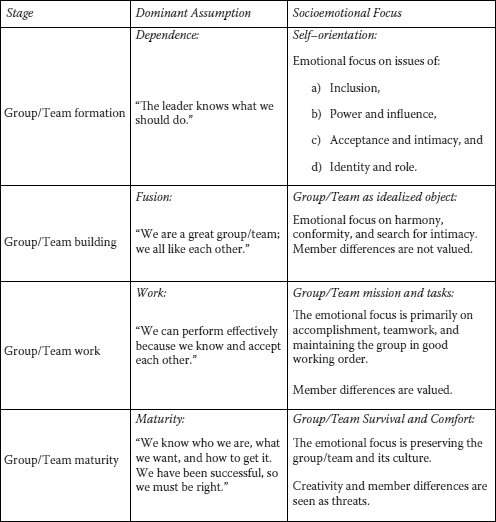 Stage
Dominant Assumption
Socioemotional Focus
Group/Team formation
Dependence:
“The leader knows what we
should do.”
Self–orientation:
Emotional focus on issues of:
a) Inclusion,
b) Power and influence,
c) Acceptance and intimacy, and
d) Identity and role.
Group/Team building
Fusion:
“We are a great group/team;
we all like each other.”
Group/Team as idealized object:
Emotional focus on harmony,
conformity, and search for intimacy.
Member differences are not valued.
Group/Team work
Work:
“We can perform effectively
because we know and accept
each other.”
Group/Team mission and tasks:
The emotional focus is primarily on
accomplishment, teamwork, and
maintaining the group in good
working order.
Member differences are valued.
Group/Team maturity
Maturity:
“We know who we are, what
we want, and how to get it.
We have been successful, so
we must be right.”
Group/Team Survival and Comfort:
The emotional focus is preserving the
group/team and its culture.
Creativity and member differences are
seen as threats.